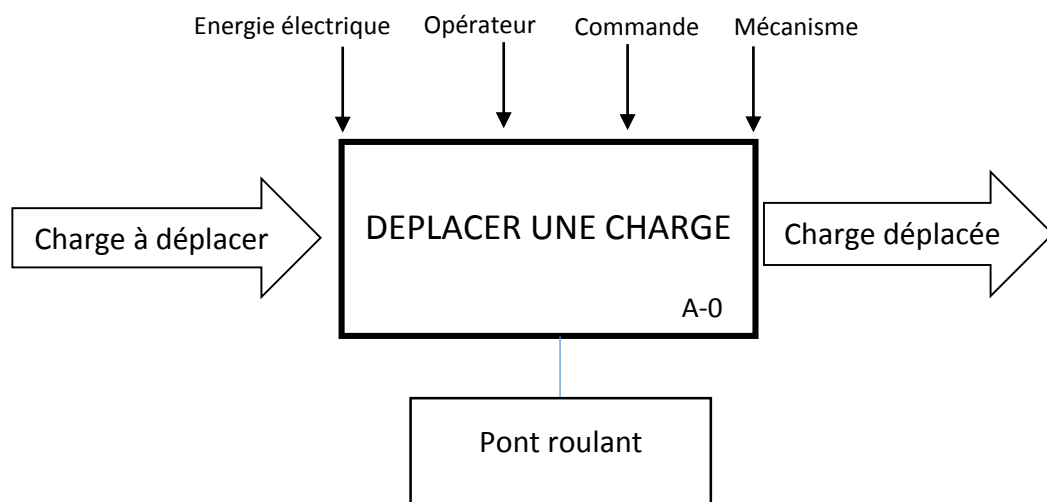 Energie électrique Opérateur Commande Mécanisme
DEPLACER UNE CHARGE
Charge à déplacer
Charge déplacée
A-0
Pont roulant